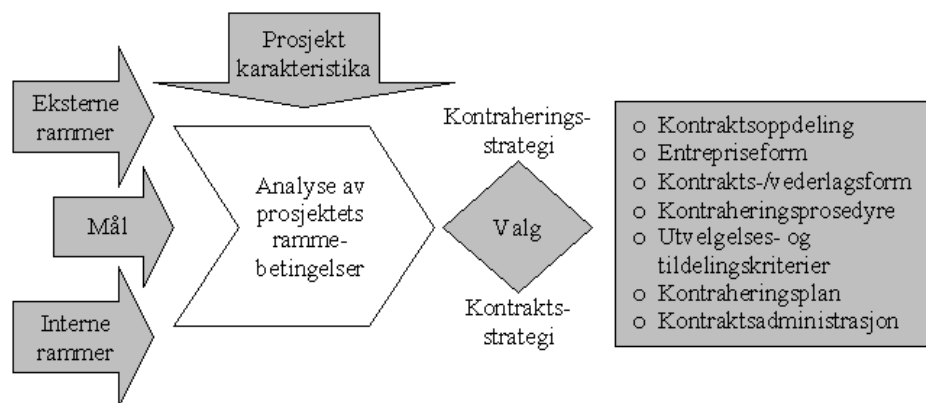 Prosjekt
karakteristika
Eksterne
rammer
Mål
Interne
rammer
Analyse av
prosjektets
ramme-
betingelser
Kontraherings-
strategi
Valg
Kontrakts-
strategi
o Kontraktsoppdeling
o Entrepriseform
o Kontrakts-/vederlagsform
o Kontraheringsprosedyre
o Utvelgelses- og
tildelingskriterier
o Kontraheringsplan
o Kontraktsadministrasjon